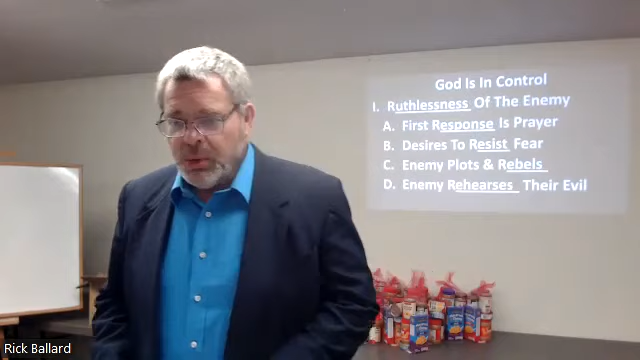 God Is In Control
I. Ruthlessness Of The Enemy
A. First Response Is Prayer
B. Desires To Resist Fear
C. Enemy Plots & Rebels
D. Enemy Rehearses Their Evil
Rick Ballard